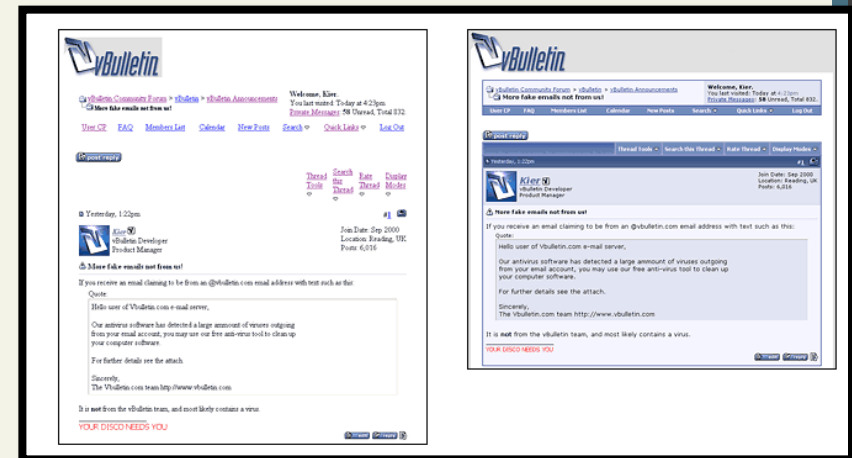 vBulletin
vBulletin Community Forum > vBulletin > vBulletin Announcements
More fake emails not from us!
Welcome, Kier.
You last visited: Today at 4:23pm
Private Messages: 58 Unread, Total 832.
User CP FAQ Members List Calendar New Posts Search Quick Links Log Out
post reply
Thread Tools Search this Thread Rate Thread Display Modes
Yesterday, 1:22pm #1
Kier
vBulletin Developer
Product Manager
Join Date: Sep 2000
Location: Reading, UK
Posts: 6,016
More fake emails not from us!
If you receive an email claiming to be from an @vbulletin.com email address with text such as this:
Quote:
Hello user of Vbulletin.com e-mail server,
Our antivirus software has detected a large ammount of viruses outgoing
from your email account, you may use our free anti-virus tool to clean up
your computer software.
For further details see the attach.
Sincerely,
The Vbulletin.com team http://www.vbulletin.com
It is not from the vBulletin team, and most likely contains a virus.
YOUR DISCO NEEDS YOU
vBulletin
vBulletin Community Forum > vBulletin > vBulletin Announcements
More fake emails not from us!
Welcome, Kier.
You last visited: Today at 4:23pm
Private Messages: 58 Unread, Total 832.
User CP FAQ Members List Calendar New Posts Search Quick Links Log Out
post reply
Thread Tools Search this Thread Rate Thread Display Modes
Yesterday, 1:22pm #1
Kier
vBulletin Developer
Product Manager
Join Date: Sep 2000
Location: Reading, UK
Posts: 6,016
More fake emails not from us!
If you receive an email claiming to be from an @vbulletin.com email address with text such as this:
Quote:
Hello user of Vbulletin.com e-mail server,
Our antivirus software has detected a large ammount of viruses outgoing
from your email account, you may use our free anti-virus tool to clean up
your computer software.
For further details see the attach.
Sincerely,
The Vbulletin.com team http://www.vbulletin.com
It is not from the vBulletin team, and most likely contains a virus.
YOUR DISCO NEEDS YOU